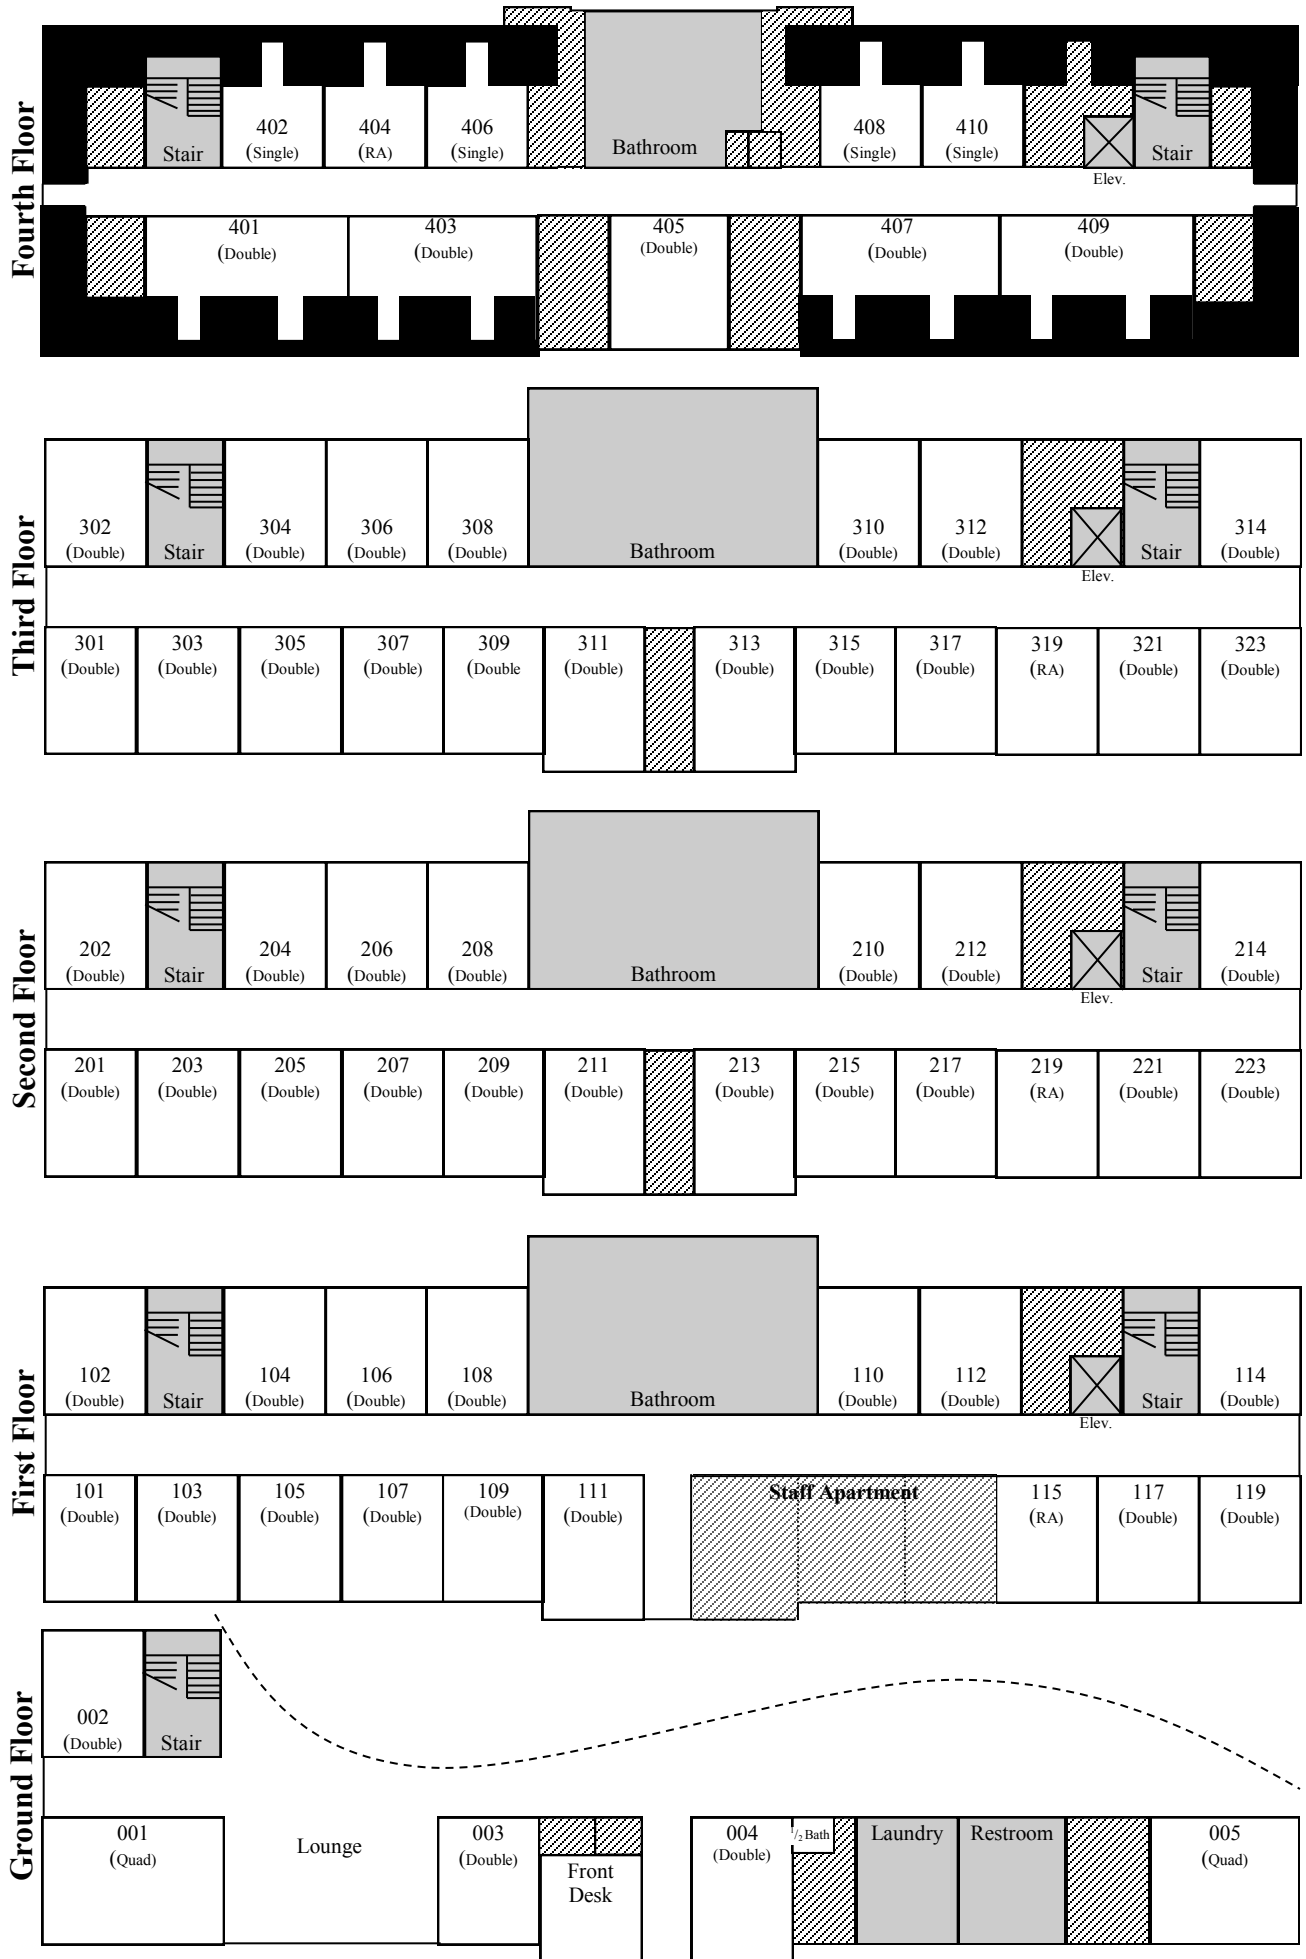 Fourth Floor
402
(Single)
404
(RA)
406
(Single)
Stair
Bathroom
408
(Single)
410
(Single)
Stair
Elev.
401
(Double)
403
(Double)
405
(Double)
407
(Double)
409
(Double)
Third Floor
302
(Double)
Stair
304
(Double)
306
(Double)
308
(Double)
Bathroom
310
(Double)
312
(Double)
Elev.
Stair
314
(Double)
301
(Double)
303
(Double)
305
(Double)
307
(Double)
309
(Double
311
(Double)
313
(Double)
315
(Double)
317
(Double)
319
(RA)
321
(Double)
323
(Double)
Second Floor
202
(Double)
Stair
204
(Double)
206
(Double)
208
(Double)
Bathroom
210
(Double)
212
(Double)
Elev.
Stair
214
(Double)
201
(Double)
203
(Double)
205
(Double)
207
(Double)
209
(Double)
211
(Double)
213
(Double)
215
(Double)
217
(Double)
219
(RA)
221
(Double)
223
(Double)
First Floor
102
(Double)
Stair
104
(Double)
106
(Double)
108
(Double)
Bathroom
110
(Double)
112
(Double)
Elev.
Stair
114
(Double)
101
(Double)
103
(Double)
105
(Double)
107
(Double)
109
(Double)
111
(Double)
Staff Apartment
115
(RA)
117
(Double)
119
(Double)
Ground Floor
002
(Double)
Stair
001
(Quad)
Lounge
003
(Double)
Front
Desk
004
(Double)
/2 Bath
Laundry
Restroom
005
(Quad)